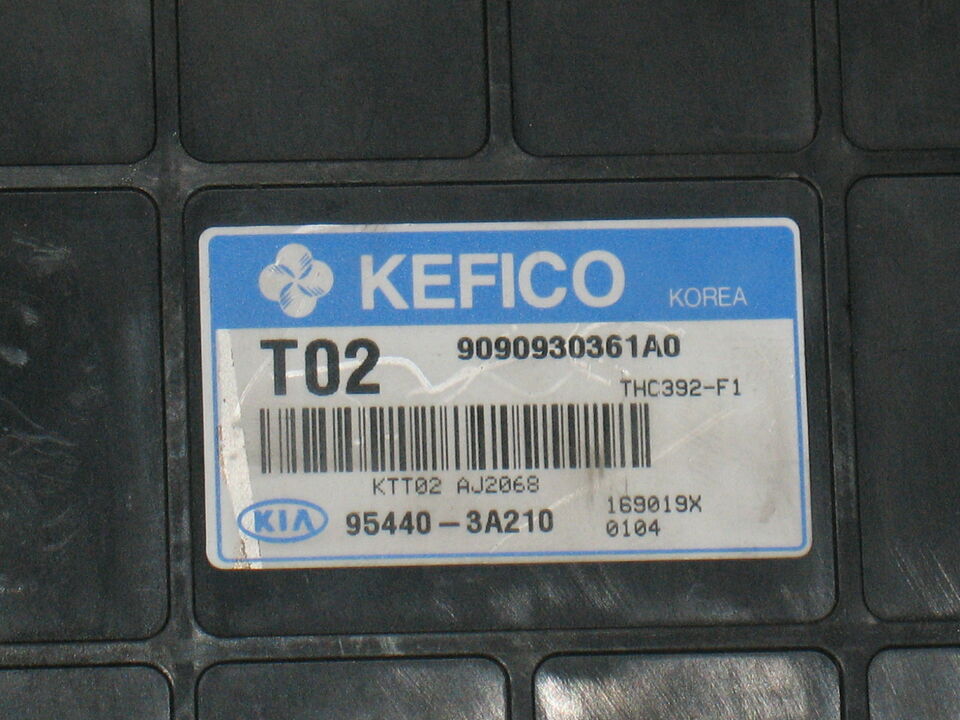 KEFICO KOREA
T02 9090930361A0
THC392-F1
KTT02 AJ2068
KIA 95440-3A210
169019X
0104